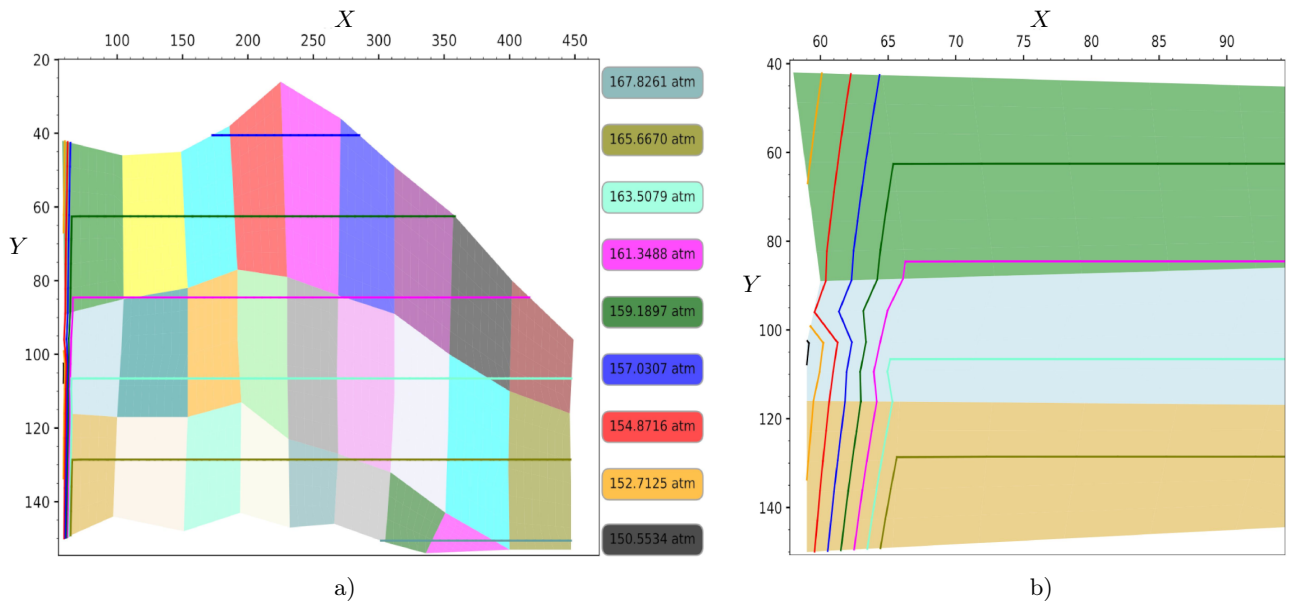 X
100 150 200 250 300 350 400 450
20
40
60
80
100
120
140
Y
167.8261 atm
165.6670 atm
163.5079 atm
161.3488 atm
159.1897 atm
157.0307 atm
154.8716 atm
152.7125 atm
150.5534 atm
a)
X
60 65 70 75 80 85 90
40
60
80
100
120
140
Y
b)